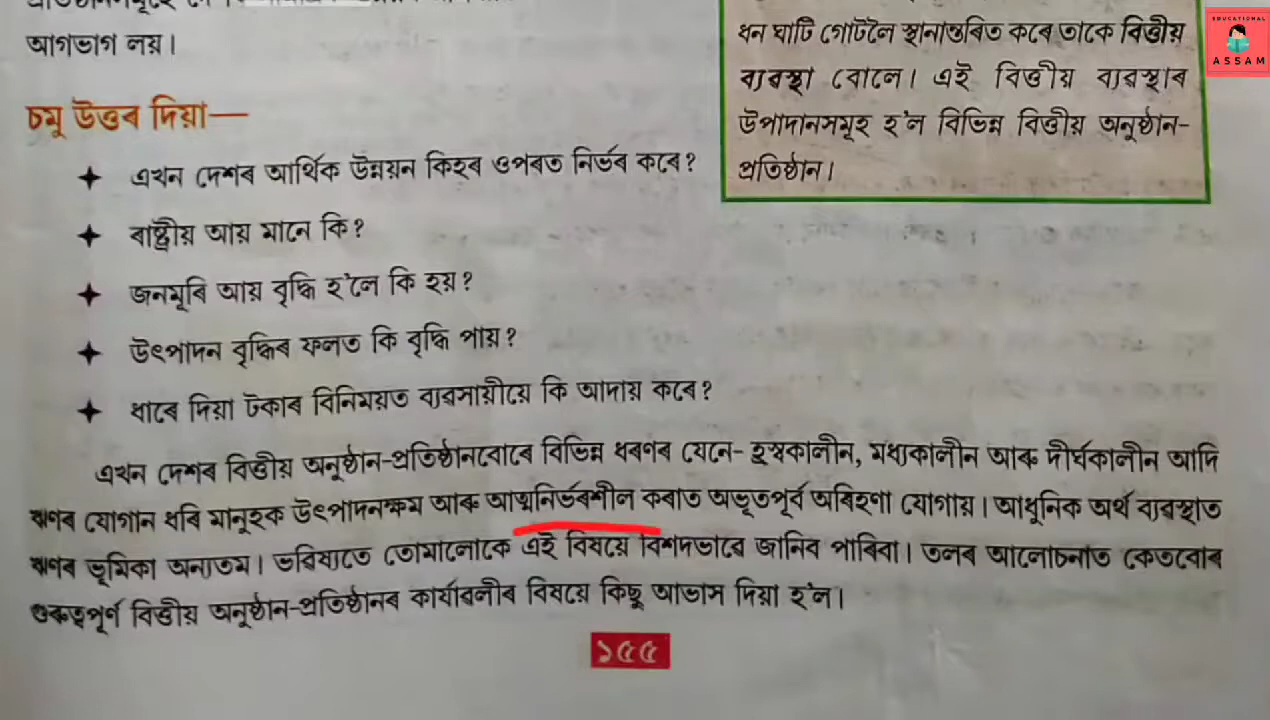 আগভাগ লয়।
চমু উত্তৰ দিয়া—
এখন দেশৰ আৰ্থিক উন্নয়ন কিহৰ ওপৰত নিৰ্ভৰ কৰে?
ৰাষ্ট্ৰীয় আয় মানে কি?
জনমূৰি আয় বৃদ্ধি হ'লে কি হয়?
উৎপাদন বৃদ্ধিৰ ফলত কি বৃদ্ধি পায়?
ধাৰে দিয়া টকাৰ বিনিময়ত ব্যৱসায়ীয়ে কি আদায় কৰে?
ধন ঘাটি গোটলৈ স্থানান্তৰিত কৰে তাকে বিত্তীয়
ব্যৱস্থা বোলে। এই বিত্তীয় ব্যৱস্থাৰ
উপাদানসমূহ হ'ল বিভিন্ন বিত্তীয় অনুষ্ঠান-
প্ৰতিষ্ঠান।
EDUCATIONAL
ASSAM
এখন দেশৰ বিত্তীয় অনুষ্ঠান-প্ৰতিষ্ঠানবোৰে বিভিন্ন ধৰণৰ যেনে- হ্ৰস্বকালীন, মধ্যকালীন আৰু দীৰ্ঘকালীন আদি
ঋণৰ যোগান ধৰি মানুহক উৎপাদনক্ষম আৰু আত্মনিৰ্ভৰশীল কৰাত অভূতপূৰ্ব অৰিহণা যোগায়। আধুনিক অৰ্থ ব্যৱস্থাত
ঋণৰ ভূমিকা অন্যতম। ভৱিষ্যতে তোমালোকে এই বিষয়ে বিশদভাৱে জানিব পাৰিবা। তলৰ আলোচনাত কেতবোৰ
গুৰুত্বপূৰ্ণ বিত্তীয় অনুষ্ঠান-প্ৰতিষ্ঠানৰ কাৰ্যাৱলীৰ বিষয়ে কিছু আভাস দিয়া হ'ল।
১৫৫